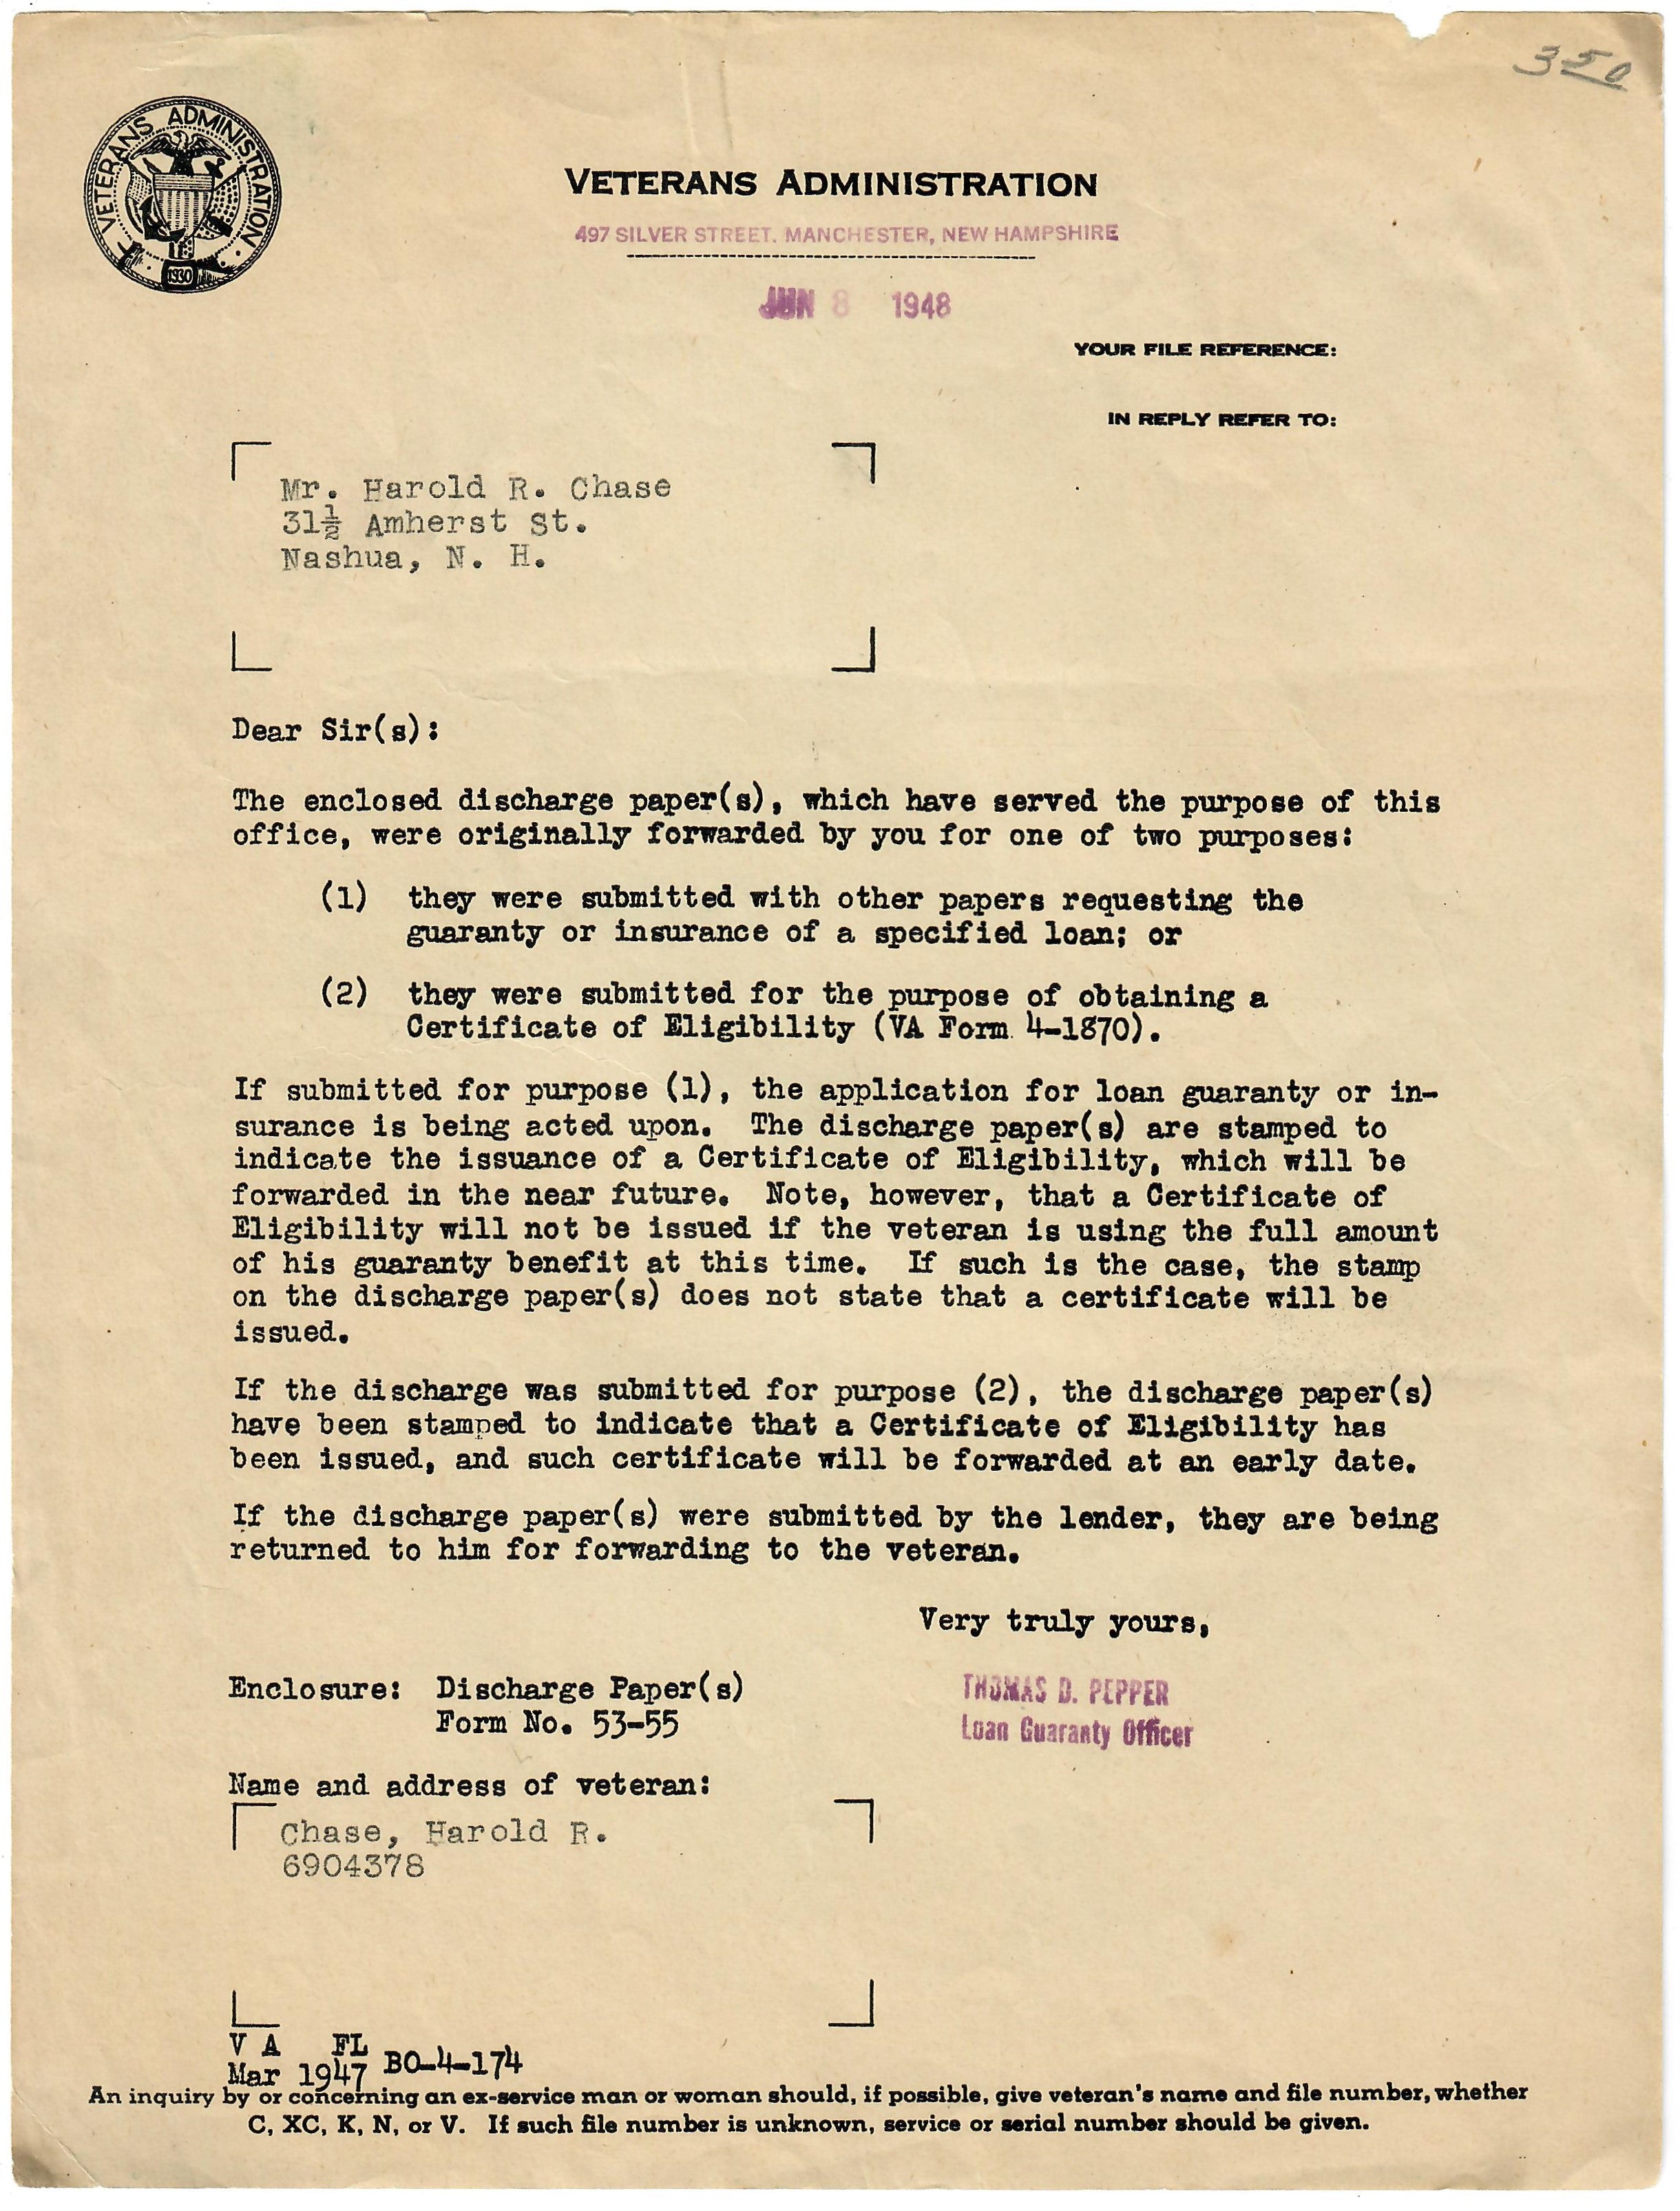 350
VETERANS ADMINISTRATION
1930
VETERANS ADMINISTRATION
497 SILVER STREET. MANCHESTER, NEW HAMPSHIRE
JUN 8 1948
YOUR FILE REFERENCE:
IN REPLY REFER TO:
Mr. Harold R. Chase
31½ Amherst St.
Nashua, N. H.
Dear Sir(s):
The enclosed discharge paper(s), which have served the purpose of this
office, were originally forwarded by you for one of two purposes:
(1) they were submitted with other papers requesting the
guaranty or insurance of a specified loan; or
(2) they were submitted for the purpose of obtaining a
Certificate of Eligibility (VA Form 4-1870).
If submitted for purpose (1), the application for loan guaranty or in-
surance is being acted upon. The discharge paper(s) are stamped to
indicate the issuance of a Certificate of Eligibility, which will be
forwarded in the near future. Note, however, that a Certificate of
Eligibility will not be issued if the veteran is using the full amount
of his guaranty benefit at this time. If such is the case, the stamp
on the discharge paper(s) does not state that a certificate will be
issued.
If the discharge was submitted for purpose (2), the discharge paper(s)
have been stamped to indicate that a Certificate of Eligibility has
been issued, and such certificate will be forwarded at an early date.
If the discharge paper(s) were submitted by the lender, they are being
returned to him for forwarding to the veteran.
Very truly yours,
Enclosure: Discharge Paper(s)
Form No. 53-55
THOMAS D. PEPPER
Loan Guaranty Officer
Name and address of veteran:
Chase, Harold R.
6904378
V A FL
Mar 1947 BO-4-174
An inquiry by or concerning an ex-service man or woman should, if possible, give veteran's name and file number, whether
C, XC, K, N, or V. If such file number is unknown, service or serial number should be given.